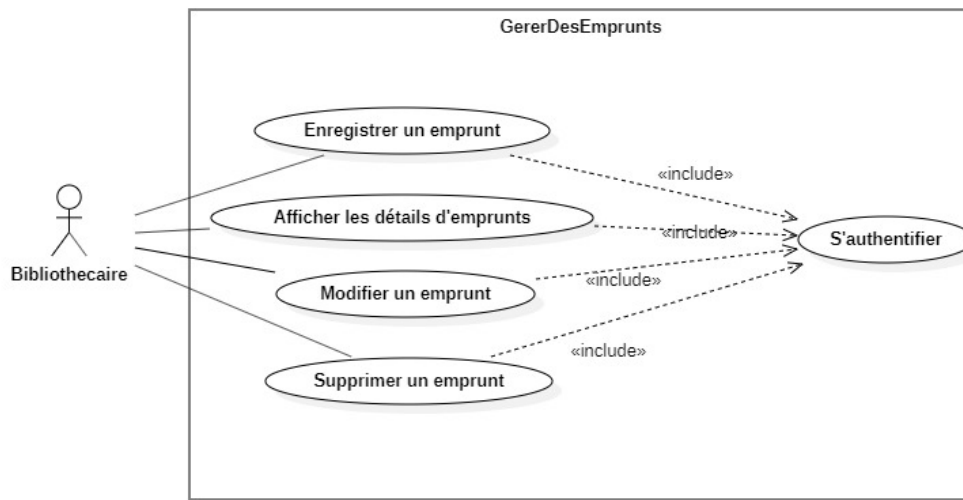 GererDesEmprunts
Enregistrer un emprunt
«include»
Afficher les détails d'emprunts
«include»
S'authentifier
Bibliothecaire
Modifier un emprunt
«include»
«include»
Supprimer un emprunt